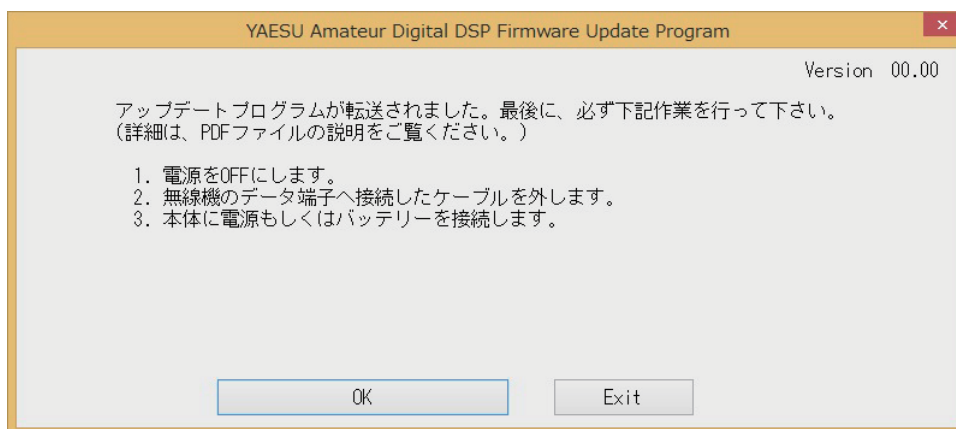 YAESU Amateur Digital DSP Firmware Update Program
×
Version 00.00
アップデートプログラムが転送されました。最後に、必ず下記作業を行って下さい。
(詳細は、PDFファイルの説明をご覧ください。)
1. 電源をOFFにします。
2. 無線機のデータ端子へ接続したケーブルを外します。
3. 本体に電源もしくはバッテリーを接続します。
OK
Exit